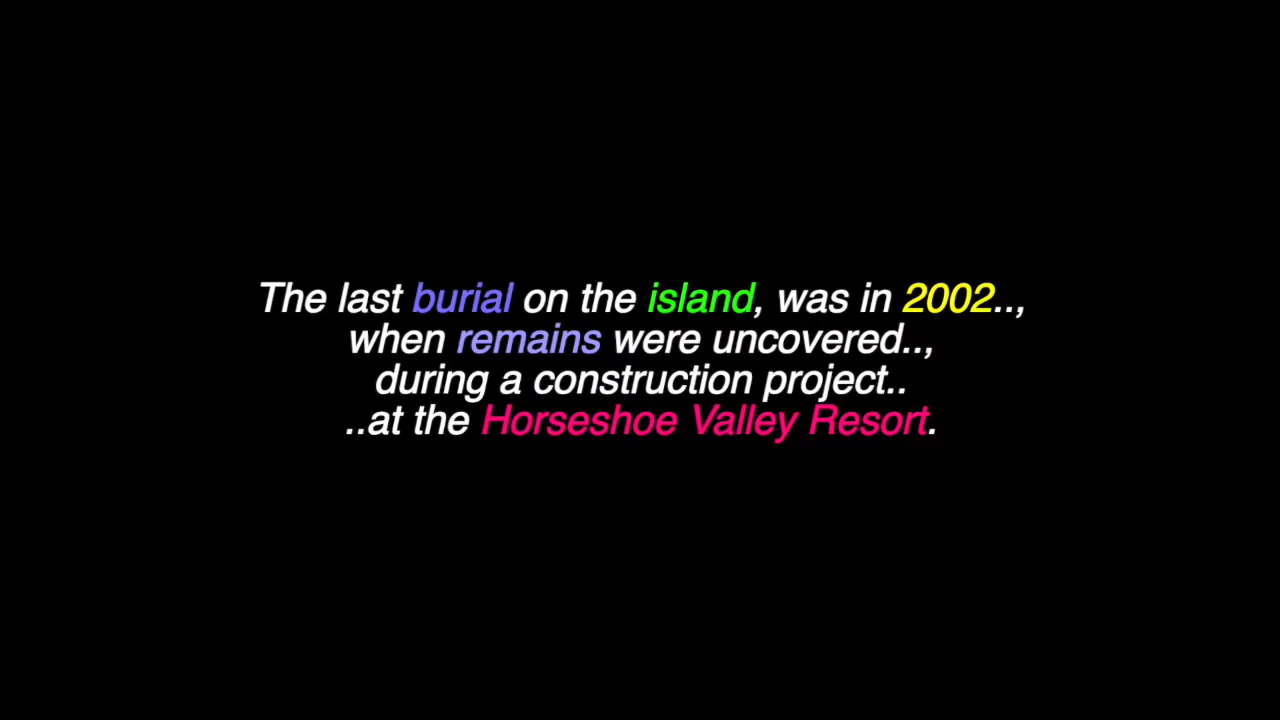 The last burial on the island, was in 2002..,
when remains were uncovered..,
during a construction project..
..at the Horseshoe Valley Resort.